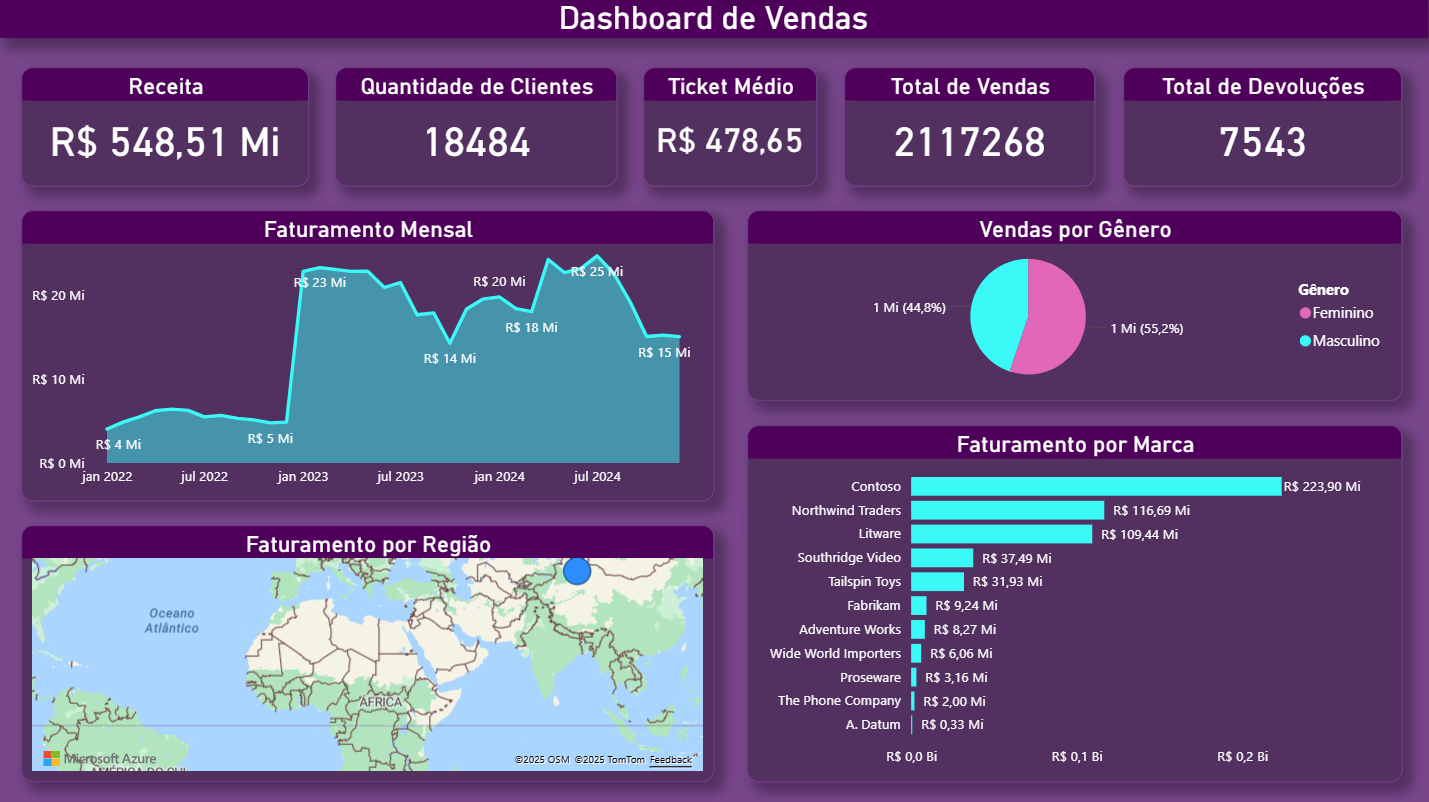 Dashboard de Vendas
Receita
R$ 548,51 Mi
Quantidade de Clientes
18484
Ticket Médio
R$ 478,65
Total de Vendas
2117268
Total de Devoluções
7543
Faturamento Mensal
R$ 20 Mi
R$ 10 Mi
R$ 0 Mi
R$ 4 Mi
R$ 5 Mi
R$ 23 Mi
R$ 14 Mi
R$ 20 Mi
R$ 18 Mi
R$ 25 Mi
R$ 15 Mi
jan 2022
jul 2022
jan 2023
jul 2023
jan 2024
jul 2024
Vendas por Gênero
1 Mi (44,8%)
1 Mi (55,2%)
Gênero
Feminino
Masculino
Faturamento por Região
Oceano
Atlântico
ÁFRICA
AMÉRICA DO SUL
Microsoft Azure
©2025 OSM ©2025 TomTom Feedback
Faturamento por Marca
Contoso R$ 223,90 Mi
Northwind Traders R$ 116,69 Mi
Litware R$ 109,44 Mi
Southridge Video R$ 37,49 Mi
Tailspin Toys R$ 31,93 Mi
Fabrikam R$ 9,24 Mi
Adventure Works R$ 8,27 Mi
Wide World Importers R$ 6,06 Mi
Proseware R$ 3,16 Mi
The Phone Company R$ 2,00 Mi
A. Datum R$ 0,33 Mi
R$ 0,0 Bi
R$ 0,1 Bi
R$ 0,2 Bi